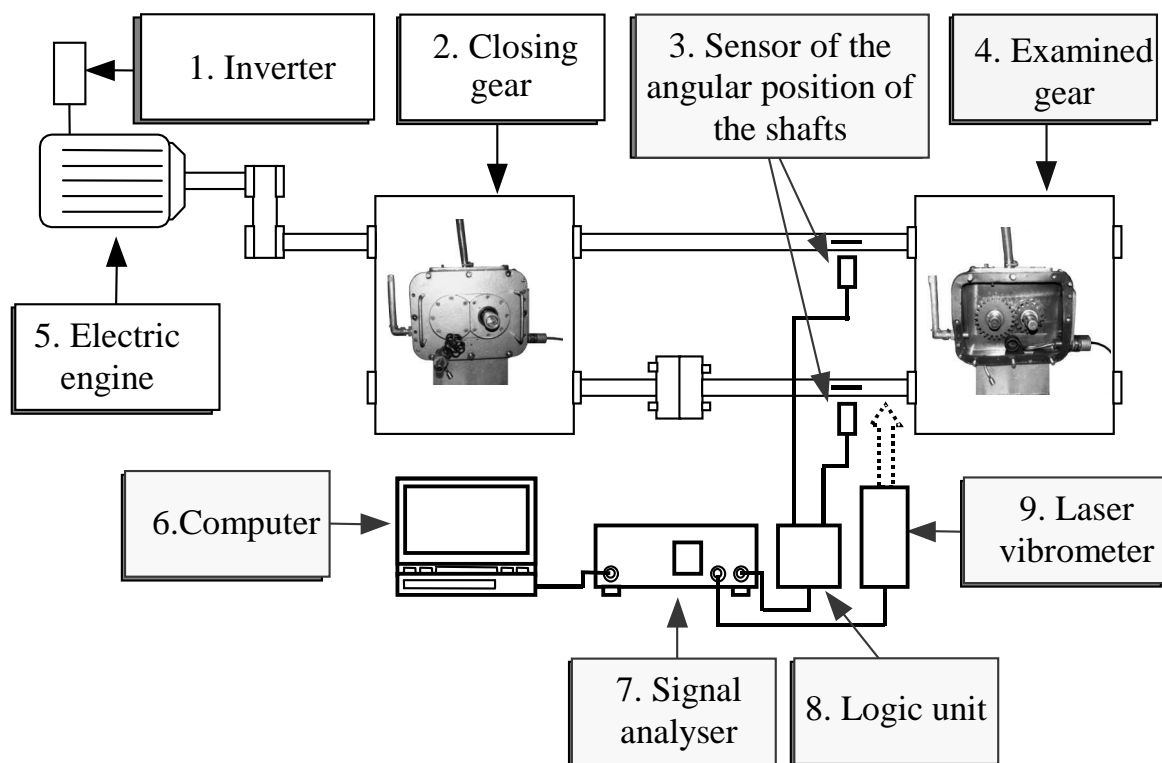 1. Inverter
2. Closing
gear
3. Sensor of the
angular position of
the shafts
4. Examined
gear
5. Electric
engine
6.Computer
7. Signal
analyser
8. Logic unit
9. Laser
vibrometer